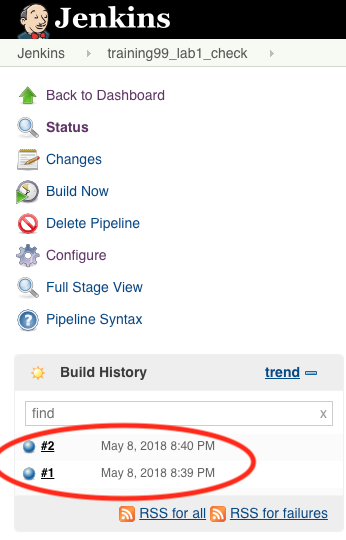 Jenkins
Jenkins training99_lab1_check
Back to Dashboard
Status
Changes
Build Now
Delete Pipeline
Configure
Full Stage View
Pipeline Syntax
Build History trend
find x
#2 May 8, 2018 8:40 PM
#1 May 8, 2018 8:39 PM
RSS for all RSS for failures